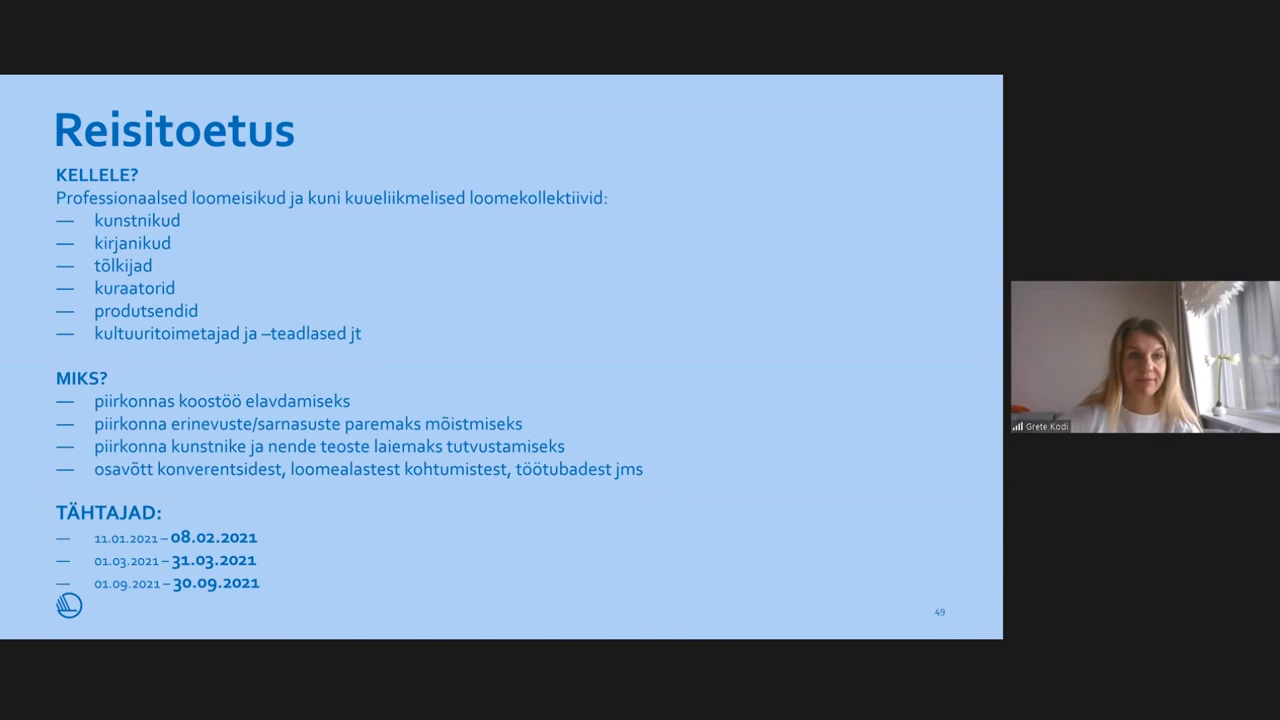 Reisitoetus
KELLELE?
Professionaalsed loomeisikud ja kuni kuueliikmelised loomekollektiivid:
— kunstnikud
— kirjanikud
— tõlkijad
— kuraatorid
— produtsendid
— kultuuritoimetajad ja –teadlased jt
MIKS?
— piirkonnas koostöö elavdamiseks
— piirkonna erinevuste/sarnasuste paremaks mõistmiseks
— piirkonna kunstnike ja nende teoste laiemaks tutvustamiseks
— osavõtt konverentsidest, loomealastest kohtumistest, töötubadest jms
TÄHTAJAD:
— 11.01.2021 – 08.02.2021
— 01.03.2021 – 31.03.2021
— 01.09.2021 – 30.09.2021
49
Grete Kodi